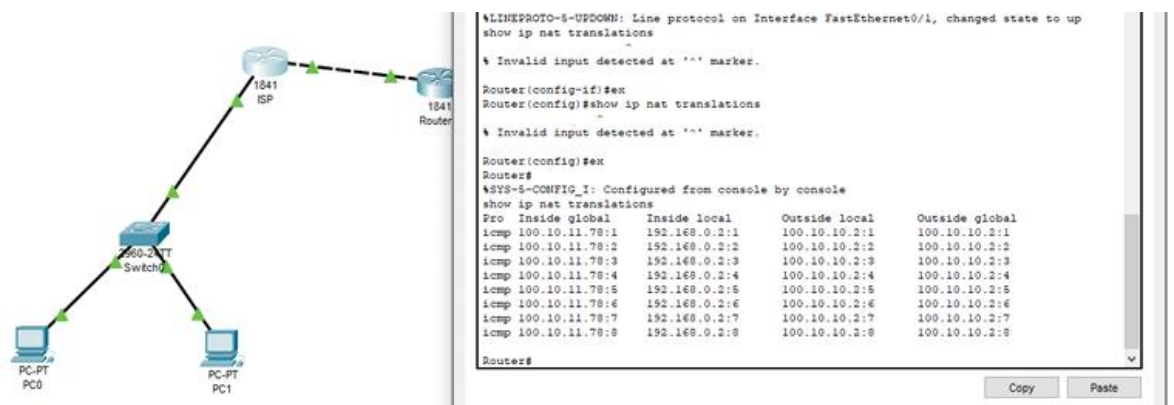 1841
ISP
1841
Router
2960-24TT
Switch0
PC-PT
PC0
PC-PT
PC1
%LINEPROTO-5-UPDOWN: Line protocol on Interface FastEthernet0/1, changed state to up
show ip nat translations
^
% Invalid input detected at '^' marker.
Router(config-if)#ex
Router(config)#show ip nat translations
^
% Invalid input detected at '^' marker.
Router(config)#ex
Router#
%SYS-5-CONFIG_I: Configured from console by console
show ip nat translations
Pro Inside global Inside local Outside local Outside global
icmp 100.10.11.78:1 192.168.0.2:1 100.10.10.2:1 100.10.10.2:1
icmp 100.10.11.78:2 192.168.0.2:2 100.10.10.2:2 100.10.10.2:2
icmp 100.10.11.78:3 192.168.0.2:3 100.10.10.2:3 100.10.10.2:3
icmp 100.10.11.78:4 192.168.0.2:4 100.10.10.2:4 100.10.10.2:4
icmp 100.10.11.78:5 192.168.0.2:5 100.10.10.2:5 100.10.10.2:5
icmp 100.10.11.78:6 192.168.0.2:6 100.10.10.2:6 100.10.10.2:6
icmp 100.10.11.78:7 192.168.0.2:7 100.10.10.2:7 100.10.10.2:7
icmp 100.10.11.78:8 192.168.0.2:8 100.10.10.2:8 100.10.10.2:8
Router#
Copy Paste